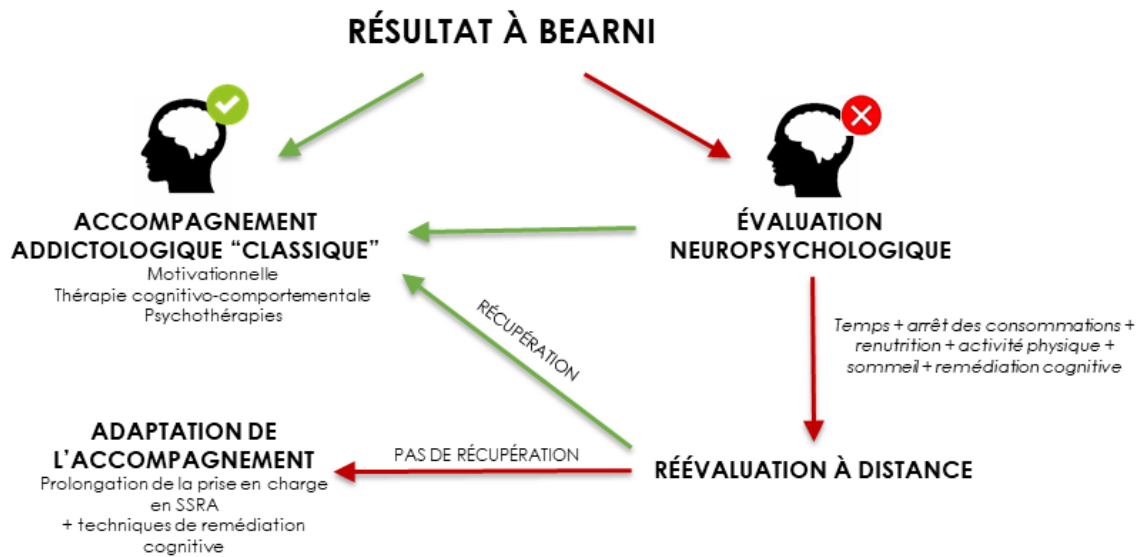 RÉSULTAT À BEARNI
ACCOMPAGNEMENT
ADDICTOLOGIQUE “CLASSIQUE”
Motivationnelle
Thérapie cognitivo-comportementale
Psychothérapies
ÉVALUATION
NEUROPSYCHOLOGIQUE
Temps + arrêt des consommations +
renutrition + activité physique +
sommeil + remédiation cognitive
RÉCUPÉRATION
ADAPTATION DE
L’ACCOMPAGNEMENT
Prolongation de la prise en charge
en SSRA
+ techniques de remédiation
cognitive
PAS DE RÉCUPÉRATION
RÉÉVALUATION À DISTANCE